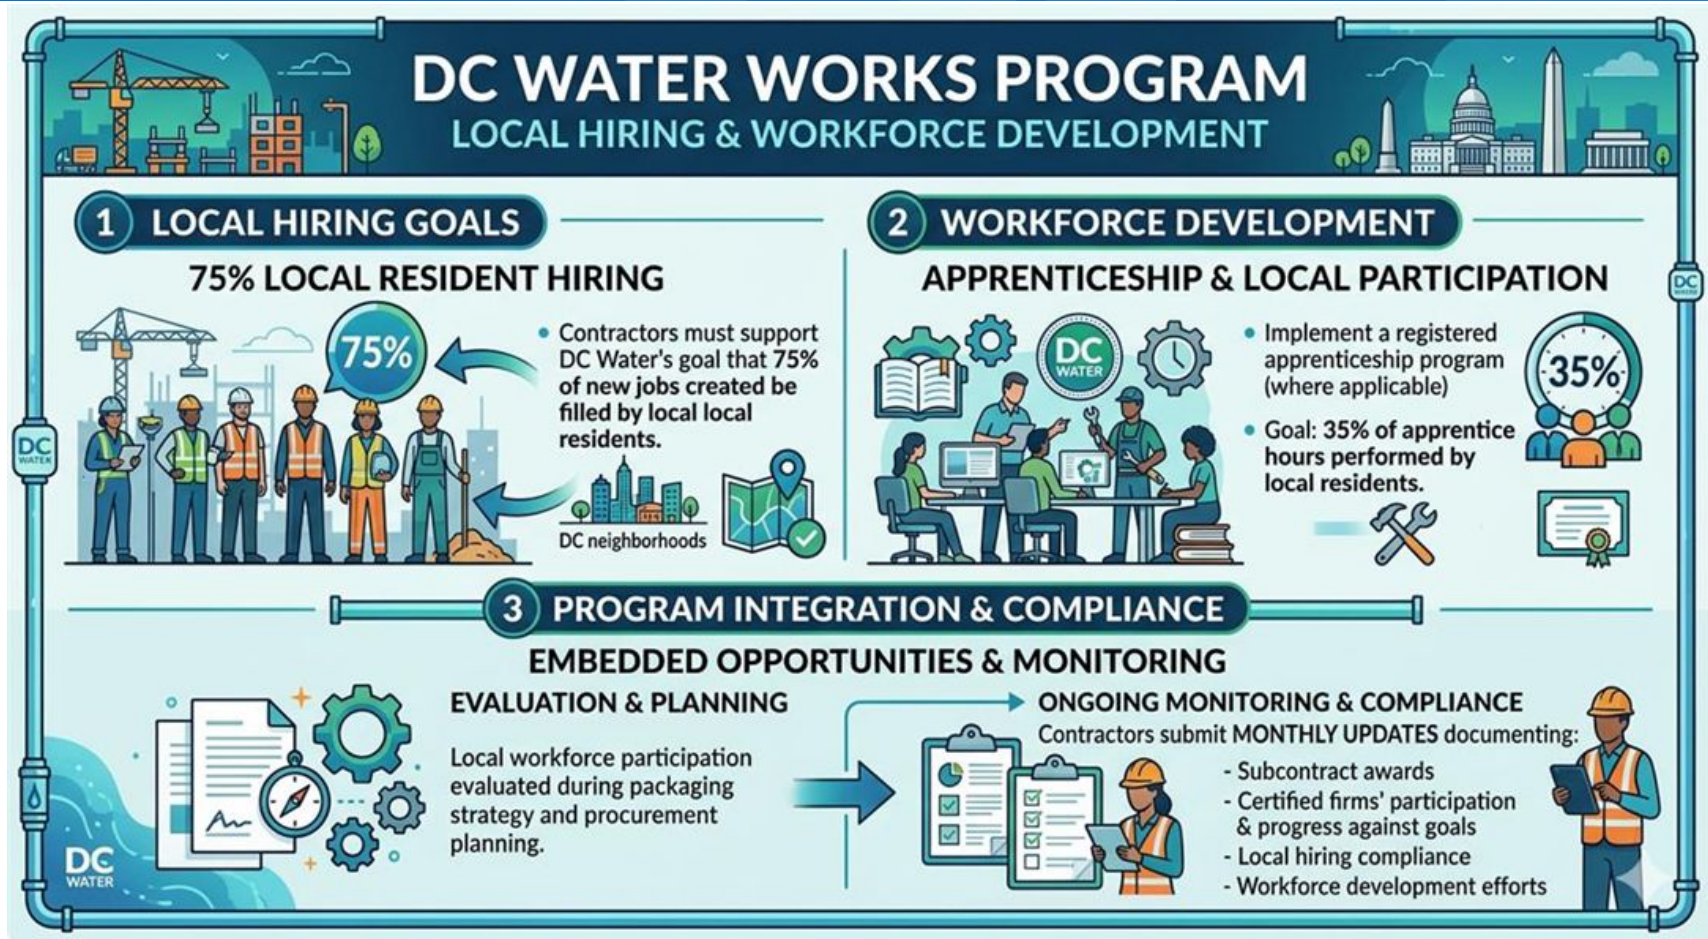 DC WATER WORKS PROGRAM
LOCAL HIRING & WORKFORCE DEVELOPMENT
1 LOCAL HIRING GOALS
75% LOCAL RESIDENT HIRING
75%
• Contractors must support
DC Water's goal that 75%
of new jobs created be
filled by local local
residents.
DC neighborhoods
2 WORKFORCE DEVELOPMENT
APPRENTICESHIP & LOCAL PARTICIPATION
DC
WATER
• Implement a registered
apprenticeship program
(where applicable)
• Goal: 35% of apprentice
hours performed by
local residents.
35%
DC
WATER
DC
WATER
3 PROGRAM INTEGRATION & COMPLIANCE
EMBEDDED OPPORTUNITIES & MONITORING
EVALUATION & PLANNING
Local workforce participation
evaluated during packaging
strategy and procurement
planning.
ONGOING MONITORING & COMPLIANCE
Contractors submit MONTHLY UPDATES documenting:
- Subcontract awards
- Certified firms' participation
& progress against goals
- Local hiring compliance
- Workforce development efforts
DC
WATER